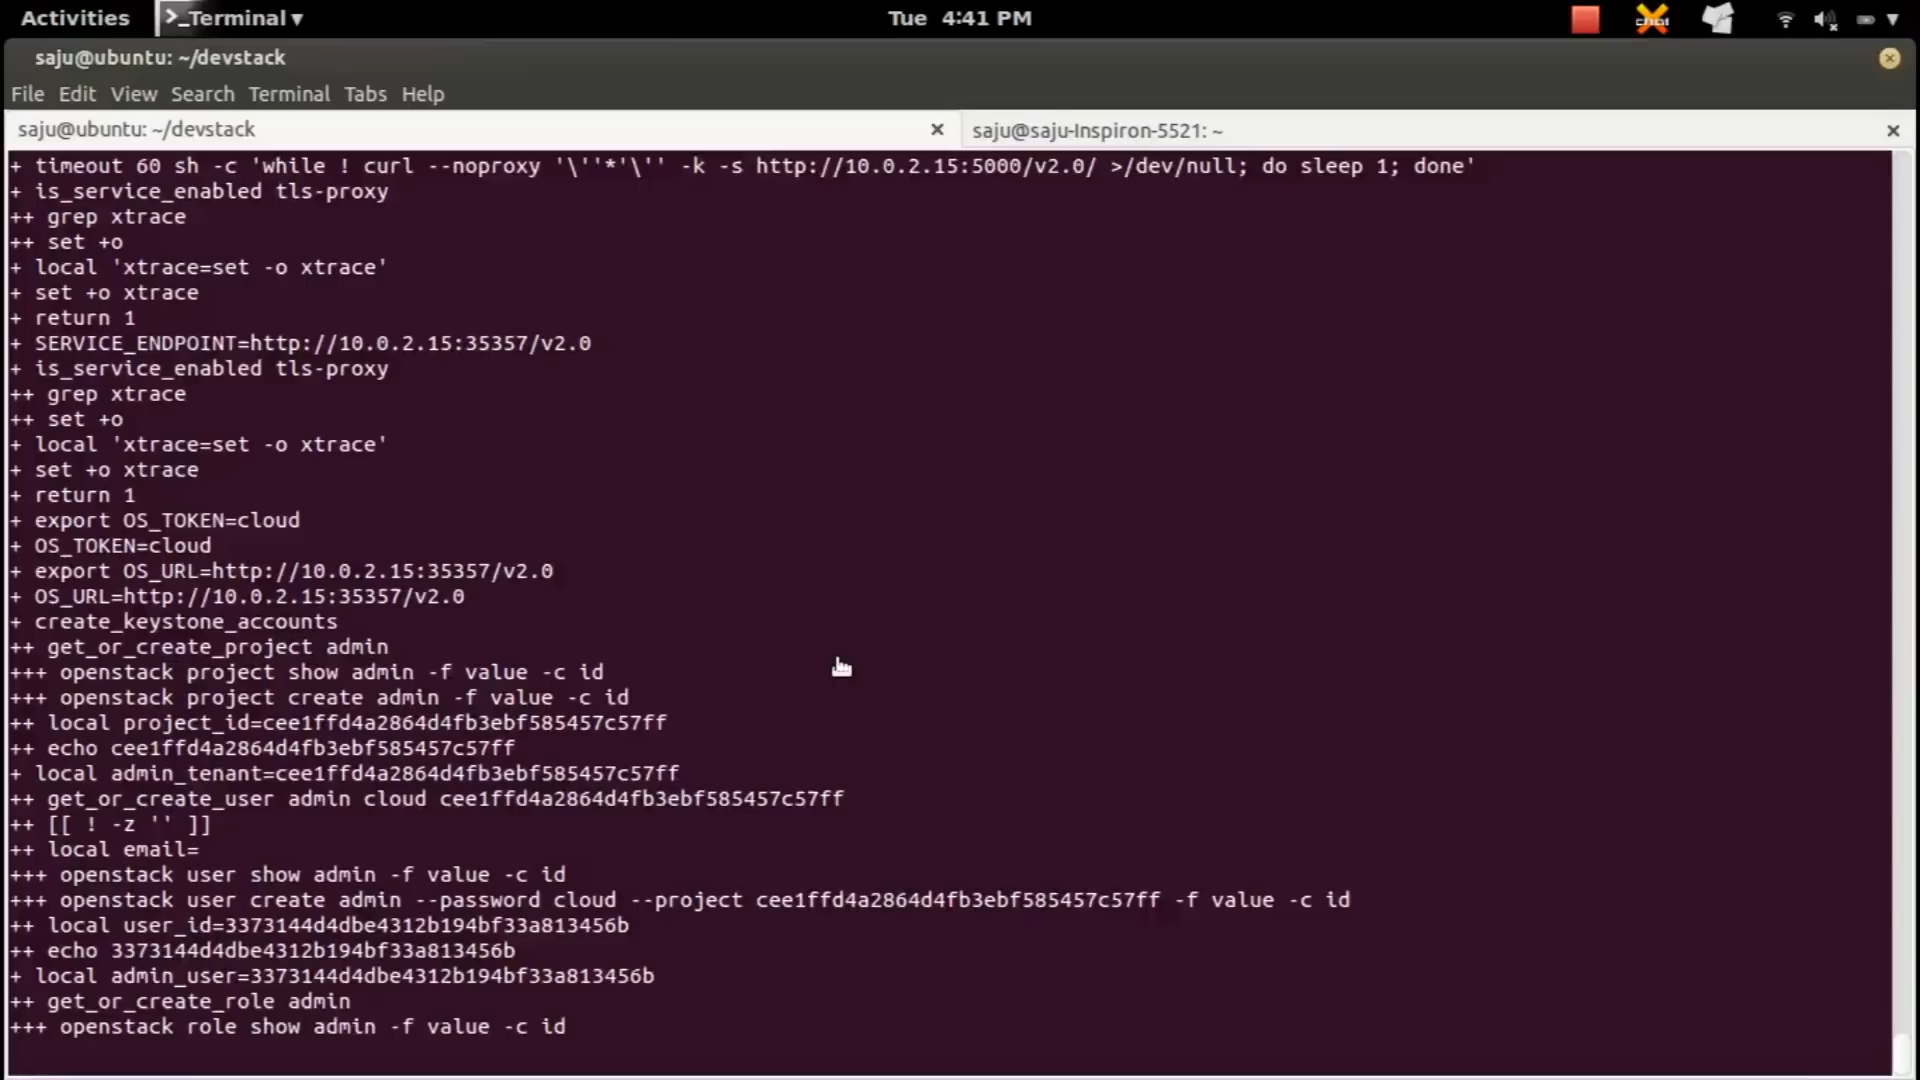 Activities >_Terminal ▾ Tue 4:41 PM
saju@ubuntu: ~/devstack
File Edit View Search Terminal Tabs Help
saju@ubuntu: ~/devstack saju@saju-Inspiron-5521: ~
+ timeout 60 sh -c 'while ! curl --noproxy '\''*'\'' -k -s http://10.0.2.15:5000/v2.0/ >/dev/null; do sleep 1; done'
+ is_service_enabled tls-proxy
++ grep xtrace
++ set +o
+ local 'xtrace=set -o xtrace'
+ set +o xtrace
+ return 1
+ SERVICE_ENDPOINT=http://10.0.2.15:35357/v2.0
+ is_service_enabled tls-proxy
++ grep xtrace
++ set +o
+ local 'xtrace=set -o xtrace'
+ set +o xtrace
+ return 1
+ export OS_TOKEN=cloud
+ OS_TOKEN=cloud
+ export OS_URL=http://10.0.2.15:35357/v2.0
+ OS_URL=http://10.0.2.15:35357/v2.0
+ create_keystone_accounts
++ get_or_create_project admin
+++ openstack project show admin -f value -c id
+++ openstack project create admin -f value -c id
++ local project_id=cee1ffd4a2864d4fb3ebf585457c57ff
++ echo cee1ffd4a2864d4fb3ebf585457c57ff
+ local admin_tenant=cee1ffd4a2864d4fb3ebf585457c57ff
++ get_or_create_user admin cloud cee1ffd4a2864d4fb3ebf585457c57ff
++ [[ ! -z '' ]]
++ local email=
+++ openstack user show admin -f value -c id
+++ openstack user create admin --password cloud --project cee1ffd4a2864d4fb3ebf585457c57ff -f value -c id
++ local user_id=3373144d4dbe4312b194bf33a813456b
++ echo 3373144d4dbe4312b194bf33a813456b
+ local admin_user=3373144d4dbe4312b194bf33a813456b
++ get_or_create_role admin
+++ openstack role show admin -f value -c id